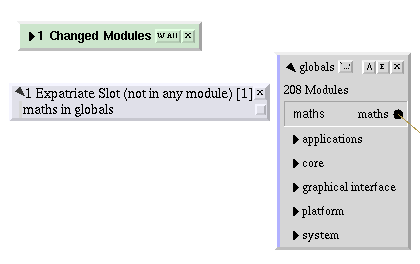 1 Changed Modules W All X
1 Expatriate Slot (not in any module) [1] X
maths in globals
globals ... A E X
208 Modules
maths maths
applications
core
graphical interface
platform
system